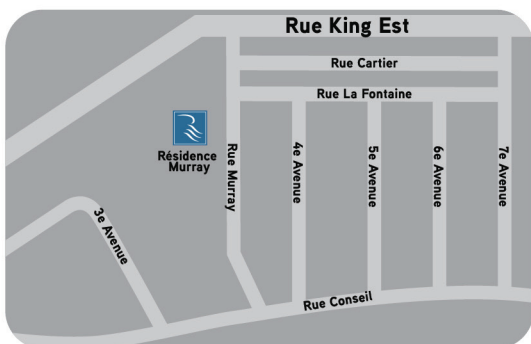 Rue King Est
Rue Cartier
Rue La Fontaine
Résidence
Murray
Rue Murray
4e Avenue
5e Avenue
6e Avenue
7e Avenue
3e Avenue
Rue Conseil